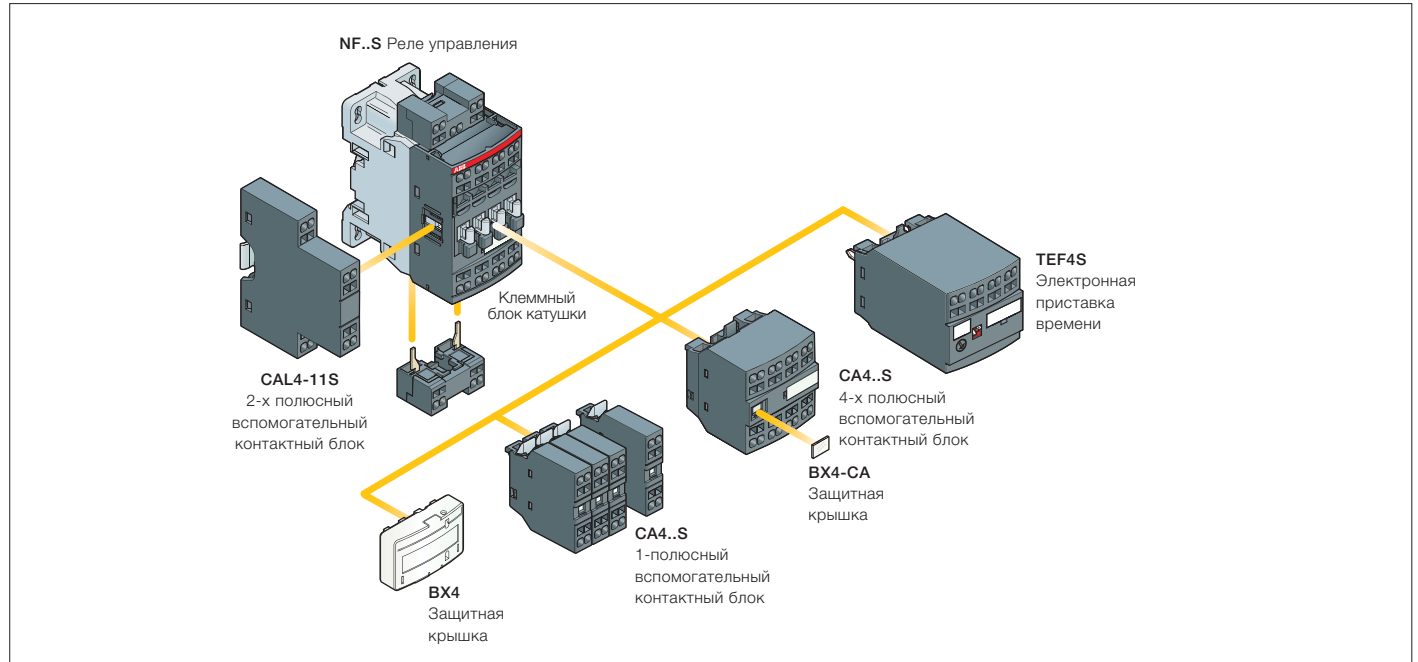 NF..S Реле управления
ABB
Клеммный
блок катушки
TEF4S
Электронная
приставка
времени
CAL4-11S
2-х полюсный
вспомогательный
контактный блок
CA4..S
4-х полюсный
вспомогательный
контактный блок
BX4-CA
Защитная
крышка
CA4..S
1-полюсный
вспомогательный
контактный блок
BX4
Защитная
крышка